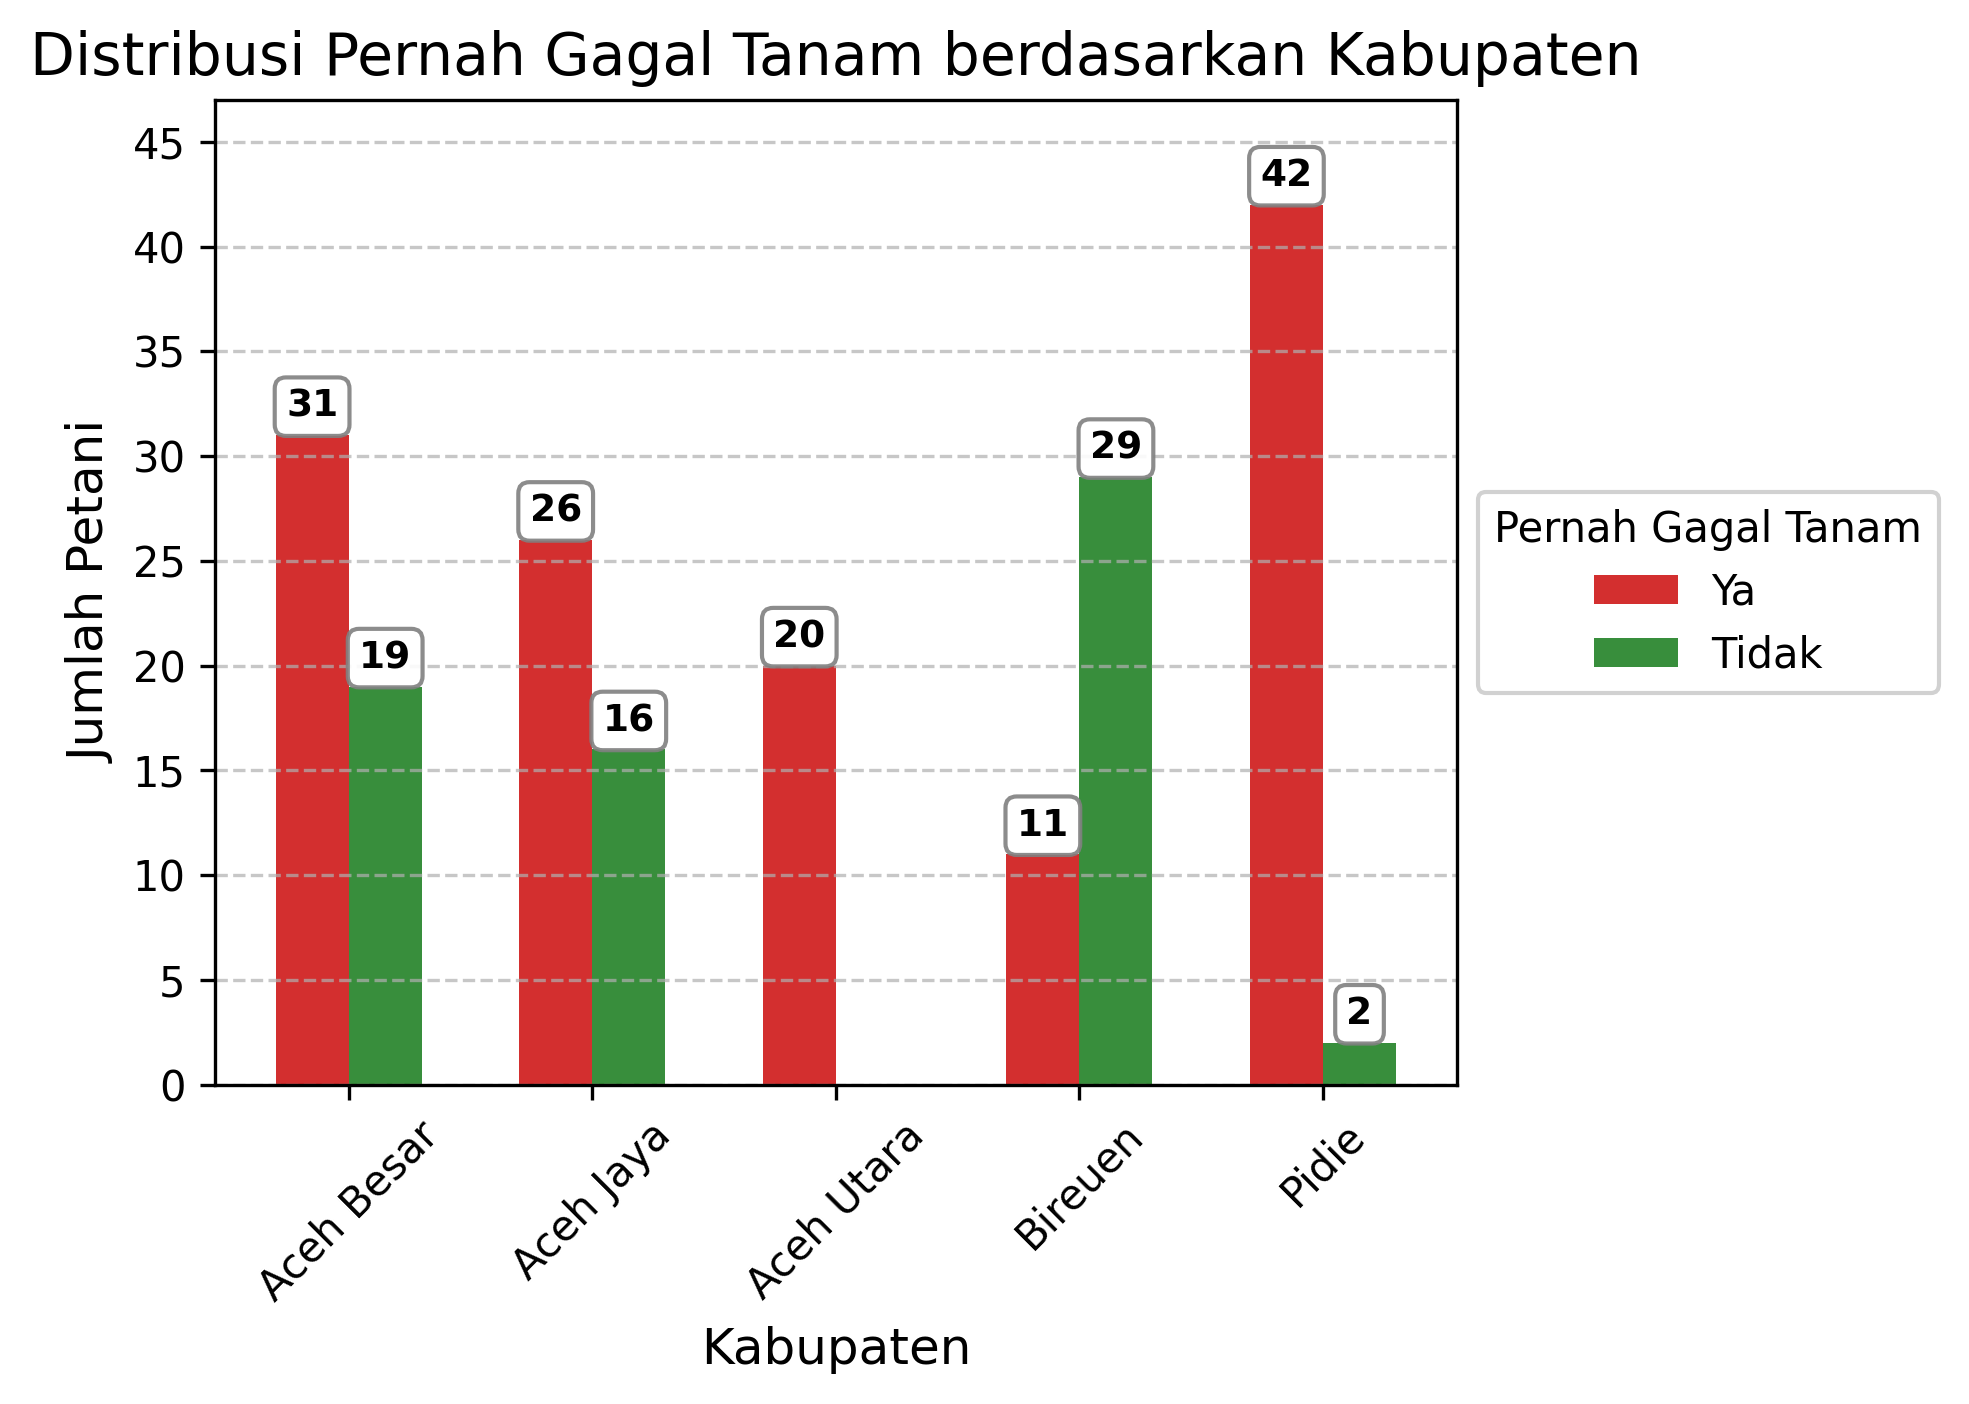 Distribusi Pernah Gagal Tanam berdasarkan Kabupaten
Jumlah Petani
45
40
35
30
25
20
15
10
5
0
31
19
26
16
20
11
29
42
2
Aceh Besar
Aceh Jaya
Aceh Utara
Bireuen
Pidie
Kabupaten
Pernah Gagal Tanam
Ya
Tidak